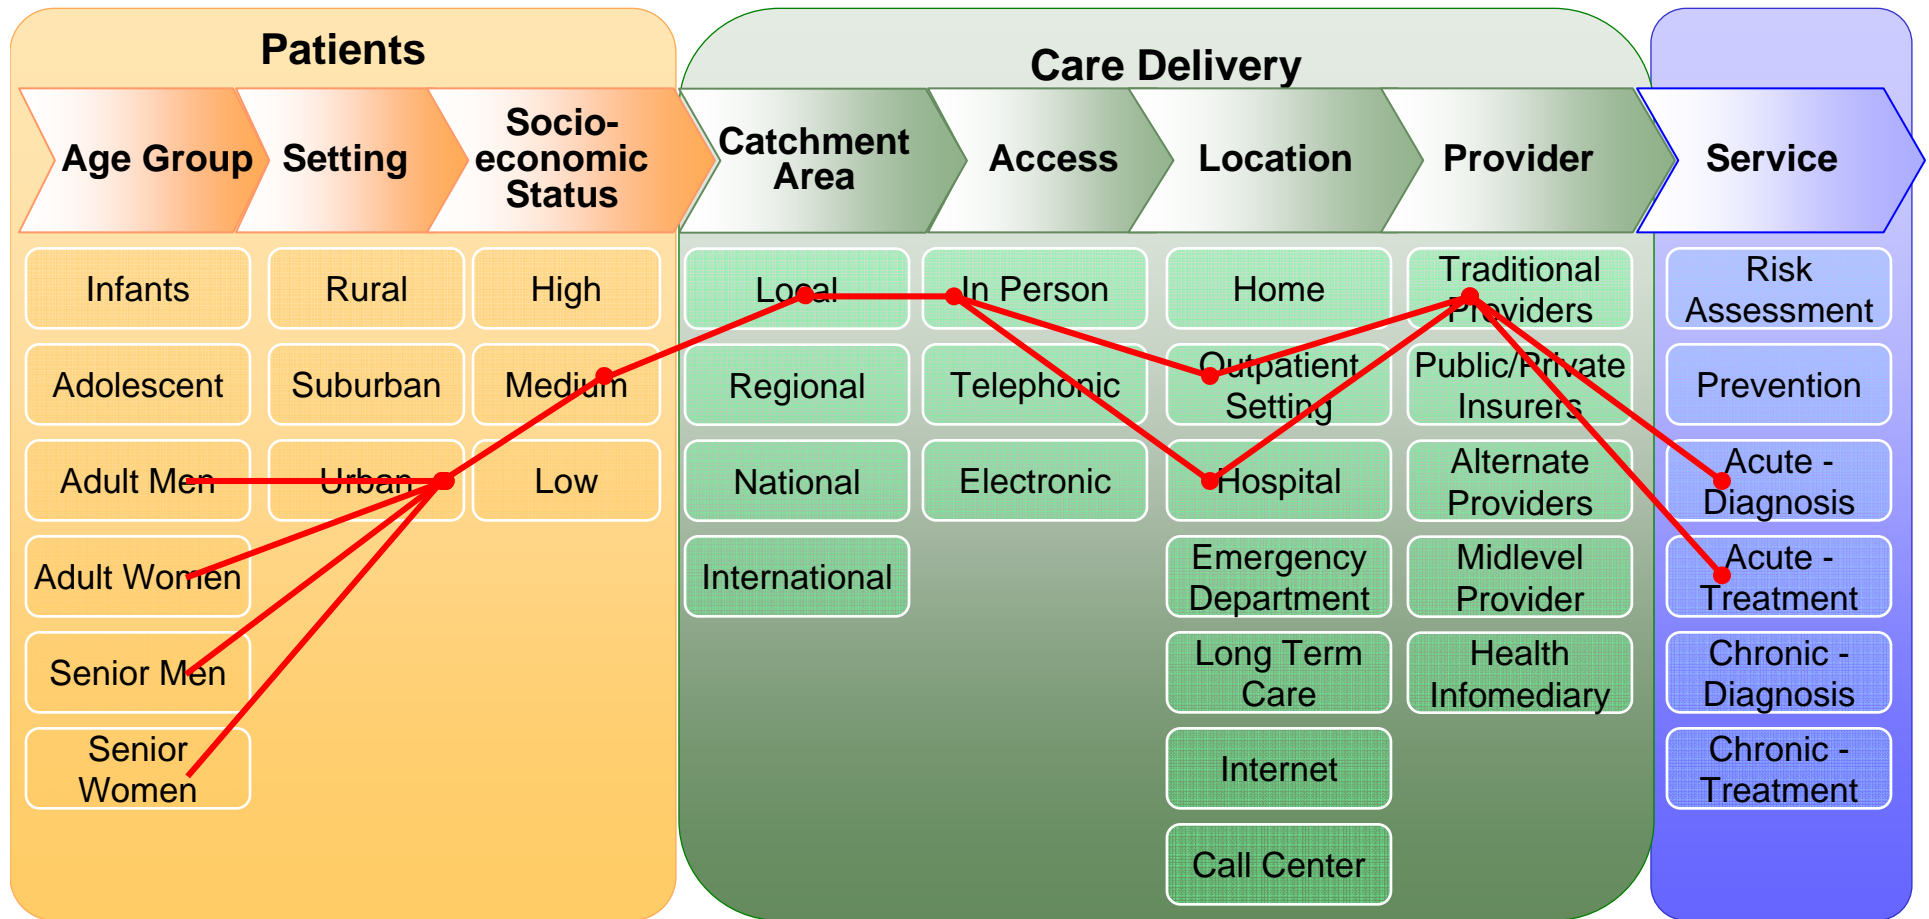 Patients
Care Delivery
Age Group
Setting
Socio-
economic
Status
Catchment
Area
Access
Location
Provider
Service
Infants
Adolescent
Adult Men
Adult Women
Senior Men
Senior
Women
Rural
Suburban
Urban
High
Medium
Low
Local
Regional
National
International
In Person
Telephonic
Electronic
Home
Outpatient
Setting
Hospital
Emergency
Department
Long Term
Care
Internet
Call Center
Traditional
Providers
Public/Private
Insurers
Alternate
Providers
Midlevel
Provider
Health
Infomediary
Risk
Assessment
Prevention
Acute -
Diagnosis
Acute -
Treatment
Chronic -
Diagnosis
Chronic -
Treatment